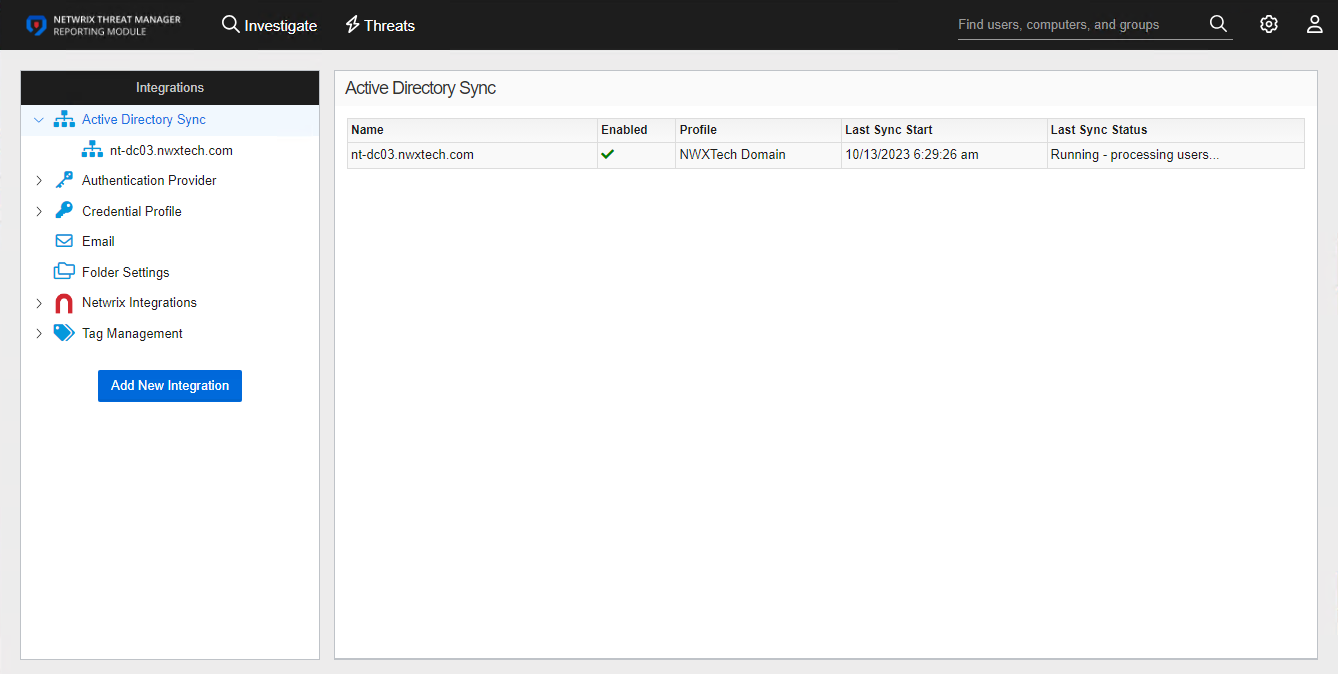 NETWRIX THREAT MANAGER
REPORTING MODULE
Investigate
Threats
Find users, computers, and groups
Integrations
Active Directory Sync
nt-dc03.nwxtech.com
Authentication Provider
Credential Profile
Email
Folder Settings
Netwrix Integrations
Tag Management
Add New Integration
Active Directory Sync
Name Enabled Profile Last Sync Start Last Sync Status
nt-dc03.nwxtech.com NWXTech Domain 10/13/2023 6:29:26 am Running - processing users...